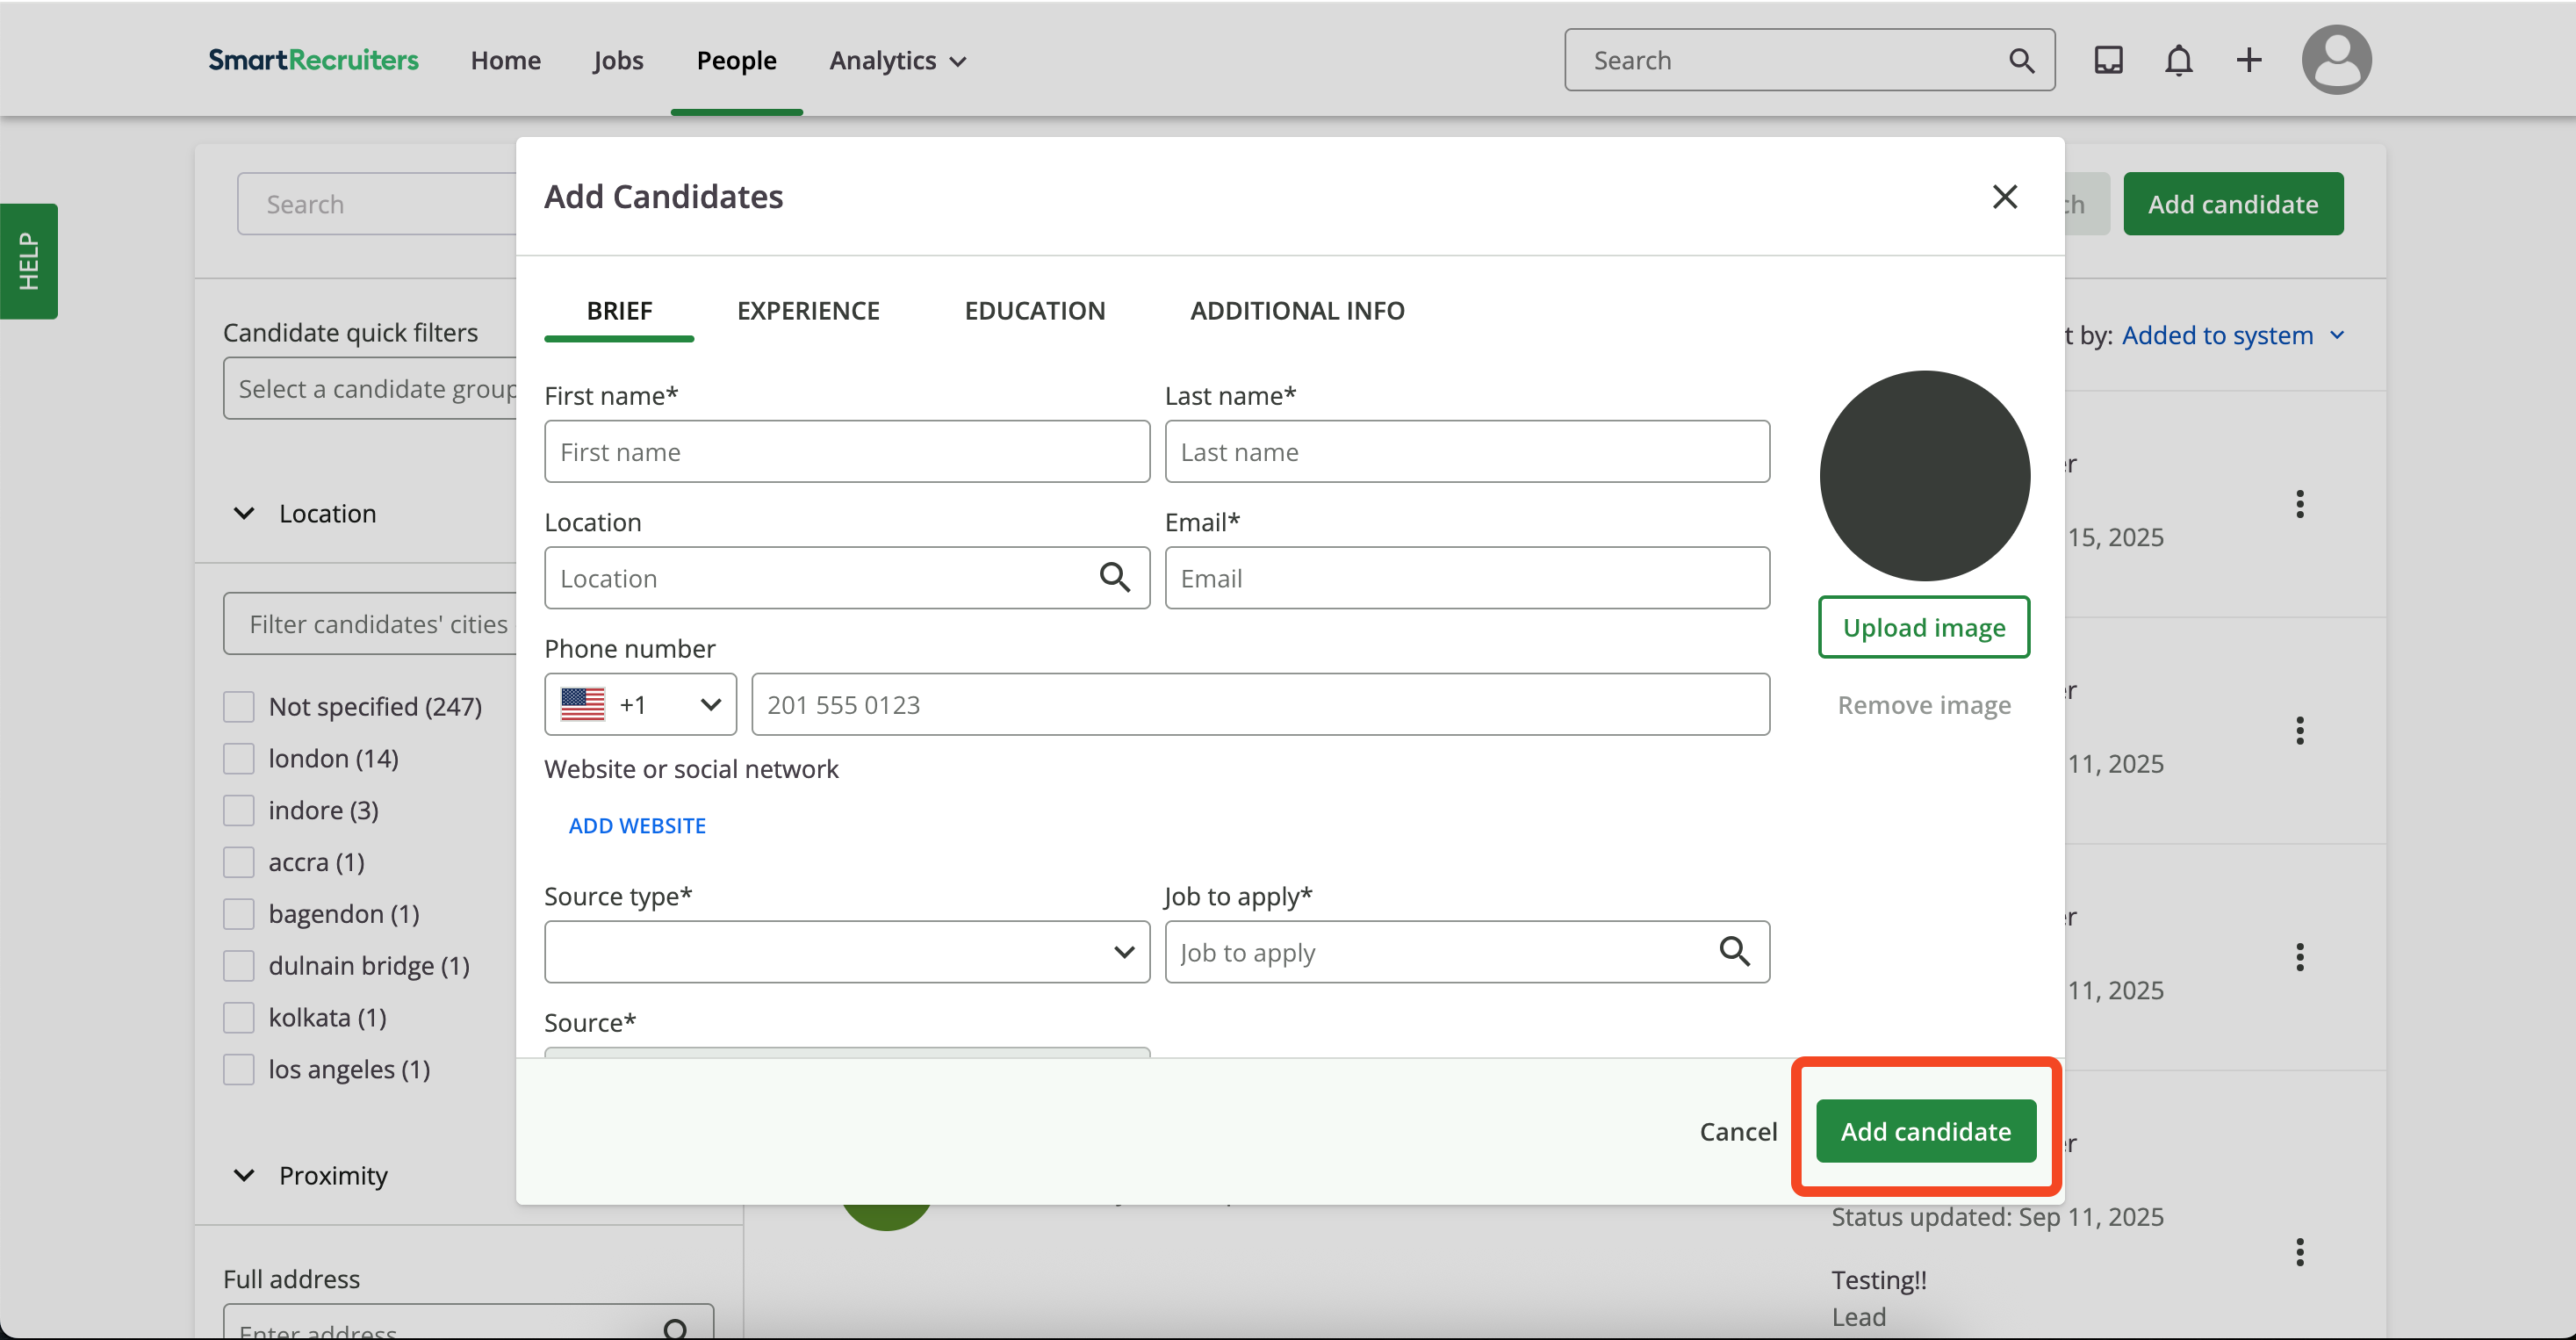 SmartRecruiters Home Jobs People Analytics Search
HELP
Search
Add candidate
Candidate quick filters
Select a candidate group
Location
Filter candidates' cities
Not specified (247)
london (14)
indore (3)
accra (1)
bagendon (1)
dulnain bridge (1)
kolkata (1)
los angeles (1)
Proximity
Full address
Enter address
Add Candidates
BRIEF EXPERIENCE EDUCATION ADDITIONAL INFO
First name* Last name*
First name Last name
Location Email*
Location Email
Upload image
Phone number
+1 201 555 0123
Remove image
Website or social network
ADD WEBSITE
Source type* Job to apply*
Job to apply
Source*
Cancel Add candidate
by: Added to system
15, 2025
11, 2025
11, 2025
Status updated: Sep 11, 2025
Testing!!
Lead